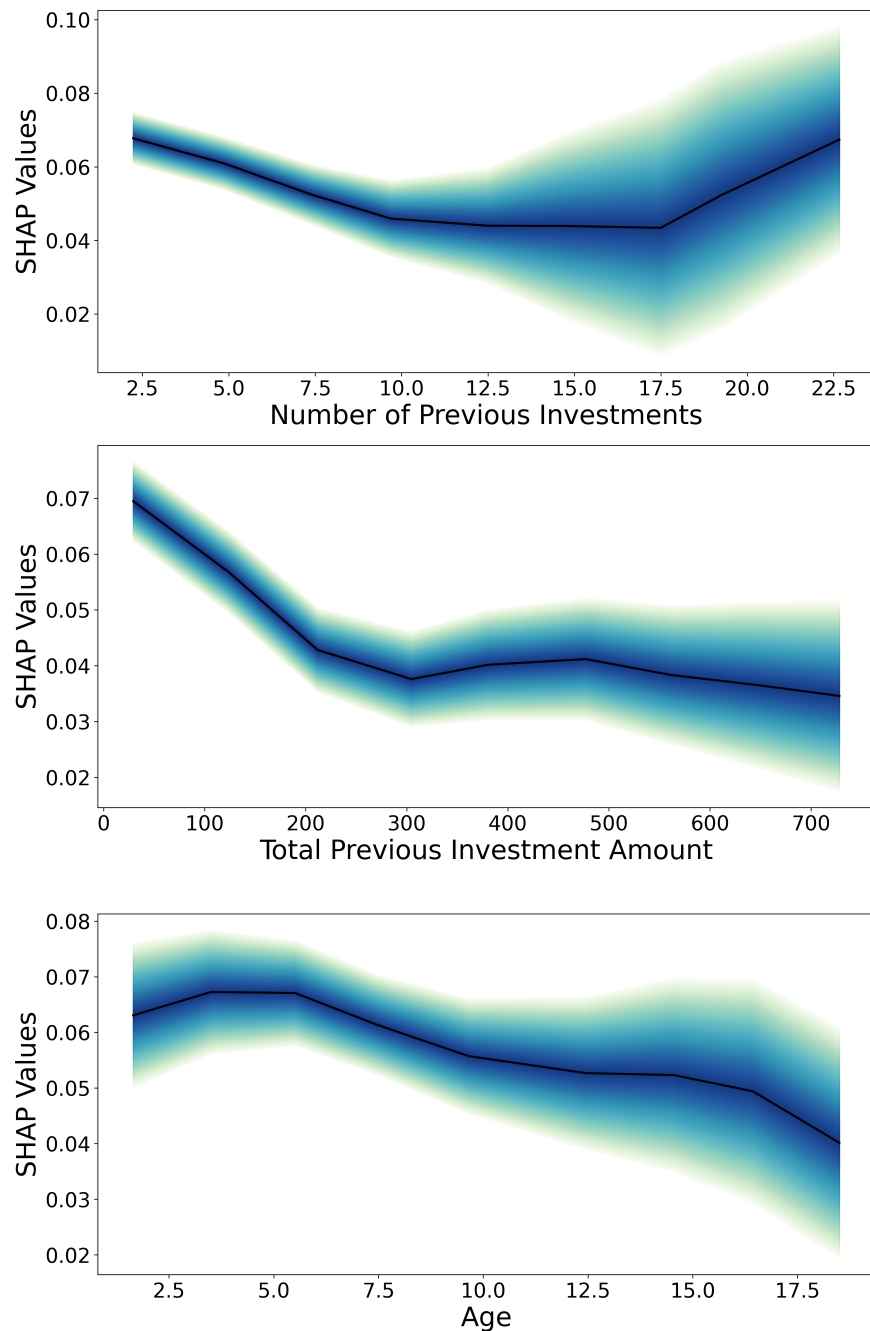 0.10
0.08
0.06
0.04
0.02
SHAP Values
2.5 5.0 7.5 10.0 12.5 15.0 17.5 20.0 22.5
Number of Previous Investments
0.07
0.06
0.05
0.04
0.03
0.02
SHAP Values
0 100 200 300 400 500 600 700
Total Previous Investment Amount
0.08
0.07
0.06
0.05
0.04
0.03
0.02
SHAP Values
2.5 5.0 7.5 10.0 12.5 15.0 17.5
Age